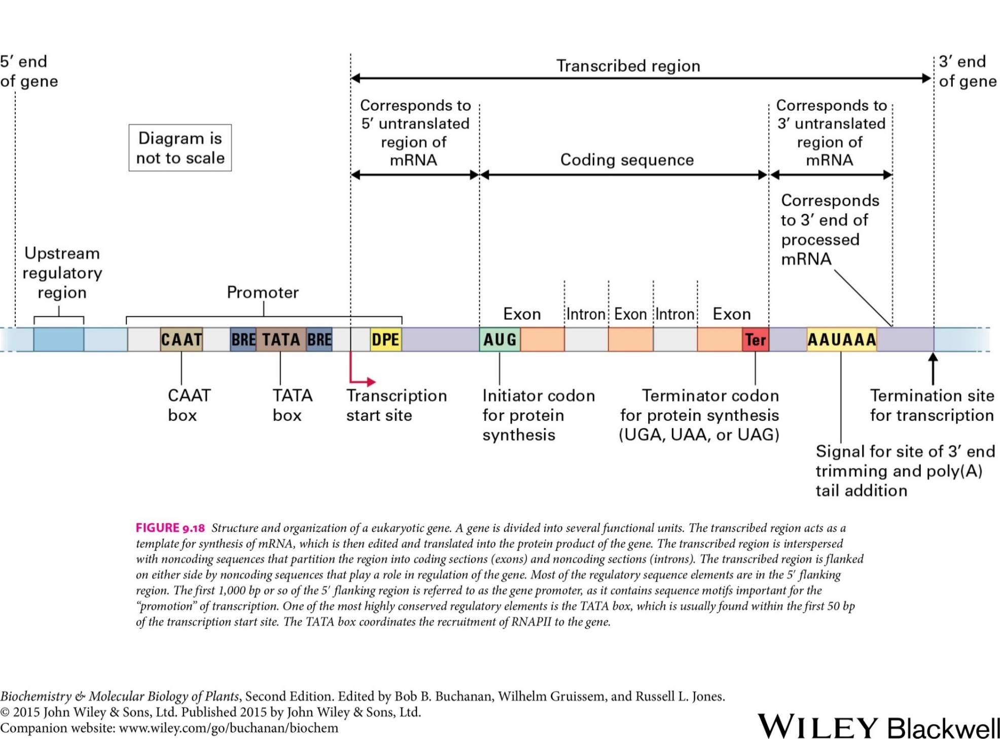 5′ end
of gene
Transcribed region
3′ end
of gene
Corresponds to
5′ untranslated
region of
mRNA
Corresponds to
3′ untranslated
region of
mRNA
Diagram is
not to scale
Coding sequence
Corresponds
to 3′ end of
processed
mRNA
Upstream
regulatory
region
Promoter
Exon
Intron
Exon
Intron
Exon
CAAT
BRE
TATA
BRE
DPE
AUG
Ter
AAUAAA
CAAT
box
TATA
box
Transcription
start site
Initiator codon
for protein
synthesis
Terminator codon
for protein synthesis
(UGA, UAA, or UAG)
Termination site
for transcription
Signal for site of 3′ end
trimming and poly(A)
tail addition
FIGURE 9.18 Structure and organization of a eukaryotic gene. A gene is divided into several functional units. The transcribed region acts as a
template for synthesis of mRNA, which is then edited and translated into the protein product of the gene. The transcribed region is interspersed
with noncoding sequences that partition the region into coding sections (exons) and noncoding sections (introns). The transcribed region is flanked
on either side by noncoding sequences that play a role in regulation of the gene. Most of the regulatory sequence elements are in the 5′ flanking
region. The first 1,000 bp or so of the 5′ flanking region is referred to as the gene promoter, as it contains sequence motifs important for the
“promotion” of transcription. One of the most highly conserved regulatory elements is the TATA box, which is usually found within the first 50 bp
of the transcription start site. The TATA box coordinates the recruitment of RNAPII to the gene.
Biochemistry & Molecular Biology of Plants, Second Edition. Edited by Bob B. Buchanan, Wilhelm Gruissem, and Russell L. Jones.
© 2015 John Wiley & Sons, Ltd. Published 2015 by John Wiley & Sons, Ltd.
Companion website: www.wiley.com/go/buchanan/biochem
WILEY Blackwell